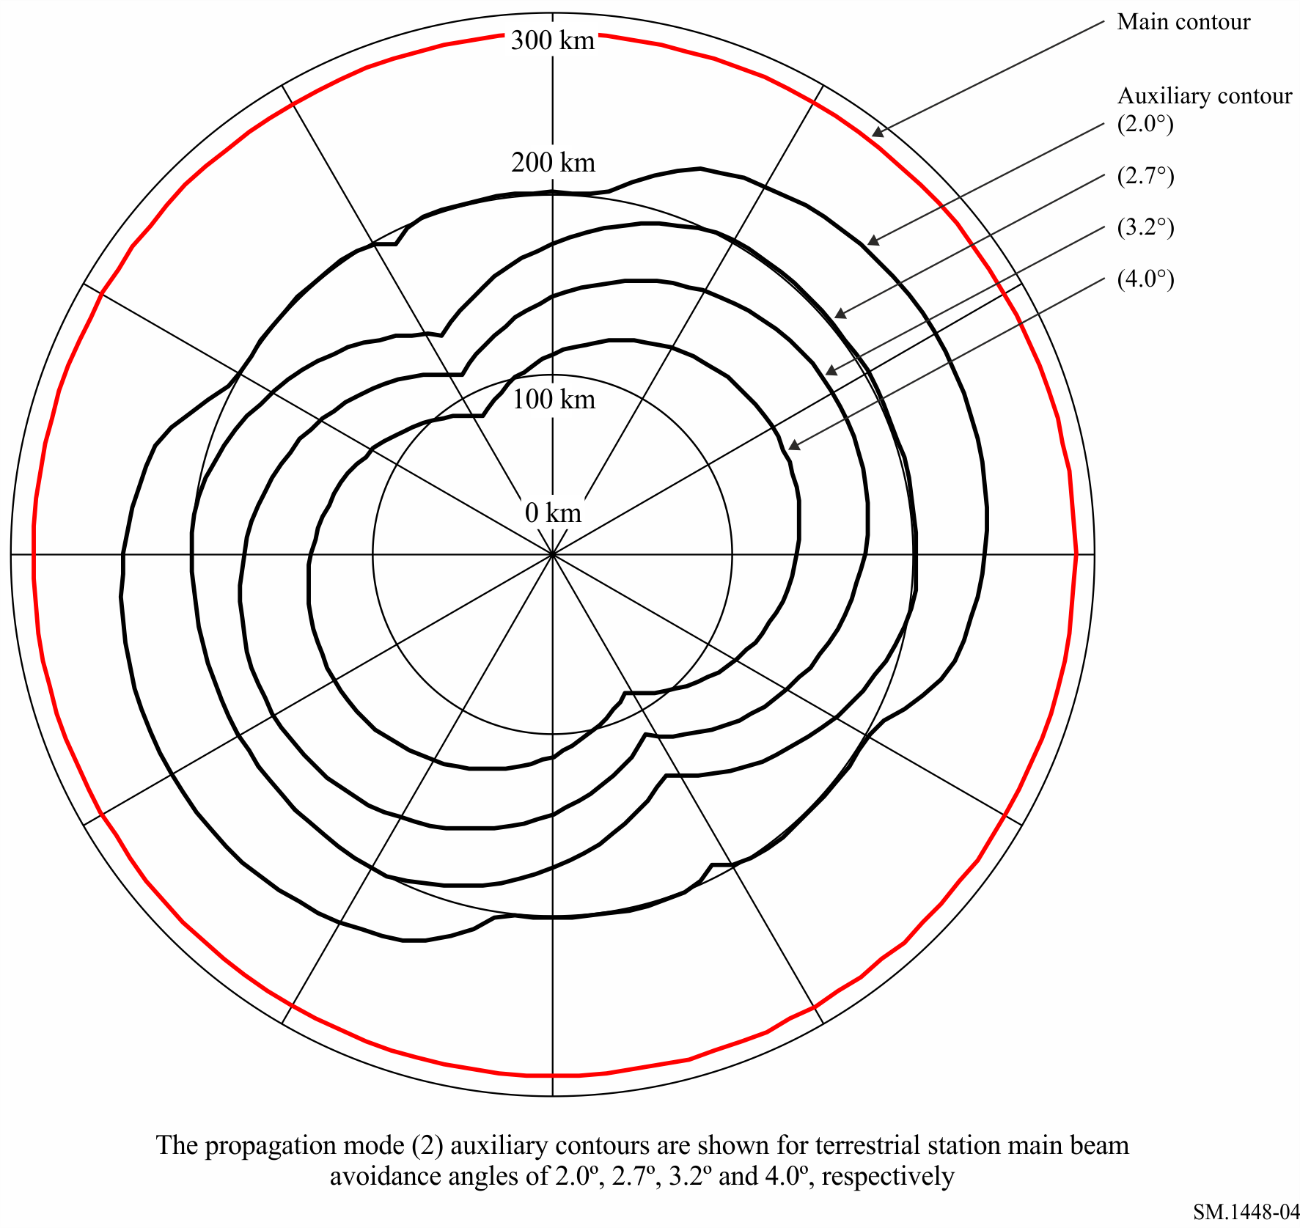 Main contour
300 km
Auxiliary contour
(2.0°)
200 km
(2.7°)
(3.2°)
(4.0°)
100 km
0 km
The propagation mode (2) auxiliary contours are shown for terrestrial station main beam
avoidance angles of 2.0º, 2.7º, 3.2º and 4.0º, respectively
SM.1448-04